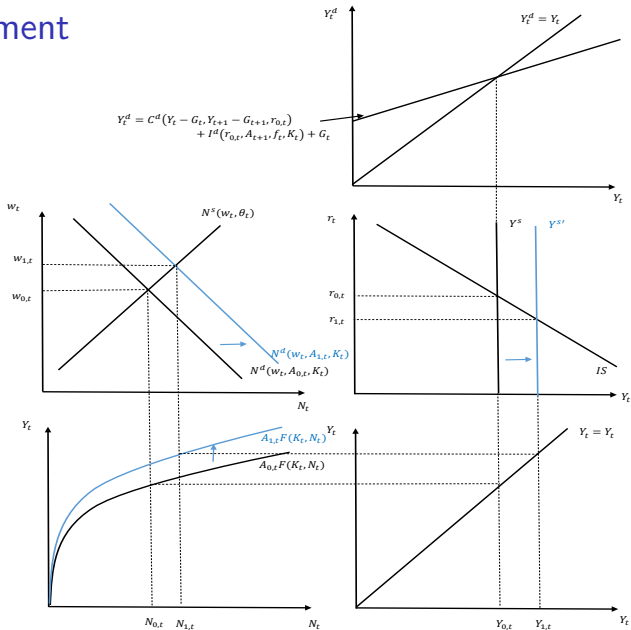 ment
Y_t^d
Y_t^d = Y_t
Y_t^d = C^d(Y_t − G_t, Y_{t+1} − G_{t+1}, r_{0,t})
+ I^d(r_{0,t}, A_{t+1}, f_t, K_t) + G_t
Y_t
w_t
N^s(w_t, θ_t)
w_{1,t}
w_{0,t}
N^d(w_t, A_{1,t}, K_t)
N^d(w_t, A_{0,t}, K_t)
N_t
r_t
Y^s
Y^{s'}
r_{0,t}
r_{1,t}
IS
Y_t
Y_t
A_{1,t}F(K_t, N_t)
A_{0,t}F(K_t, N_t)
N_{0,t}
N_{1,t}
N_t
Y_t
Y_t = Y_t
Y_{0,t}
Y_{1,t}
Y_t